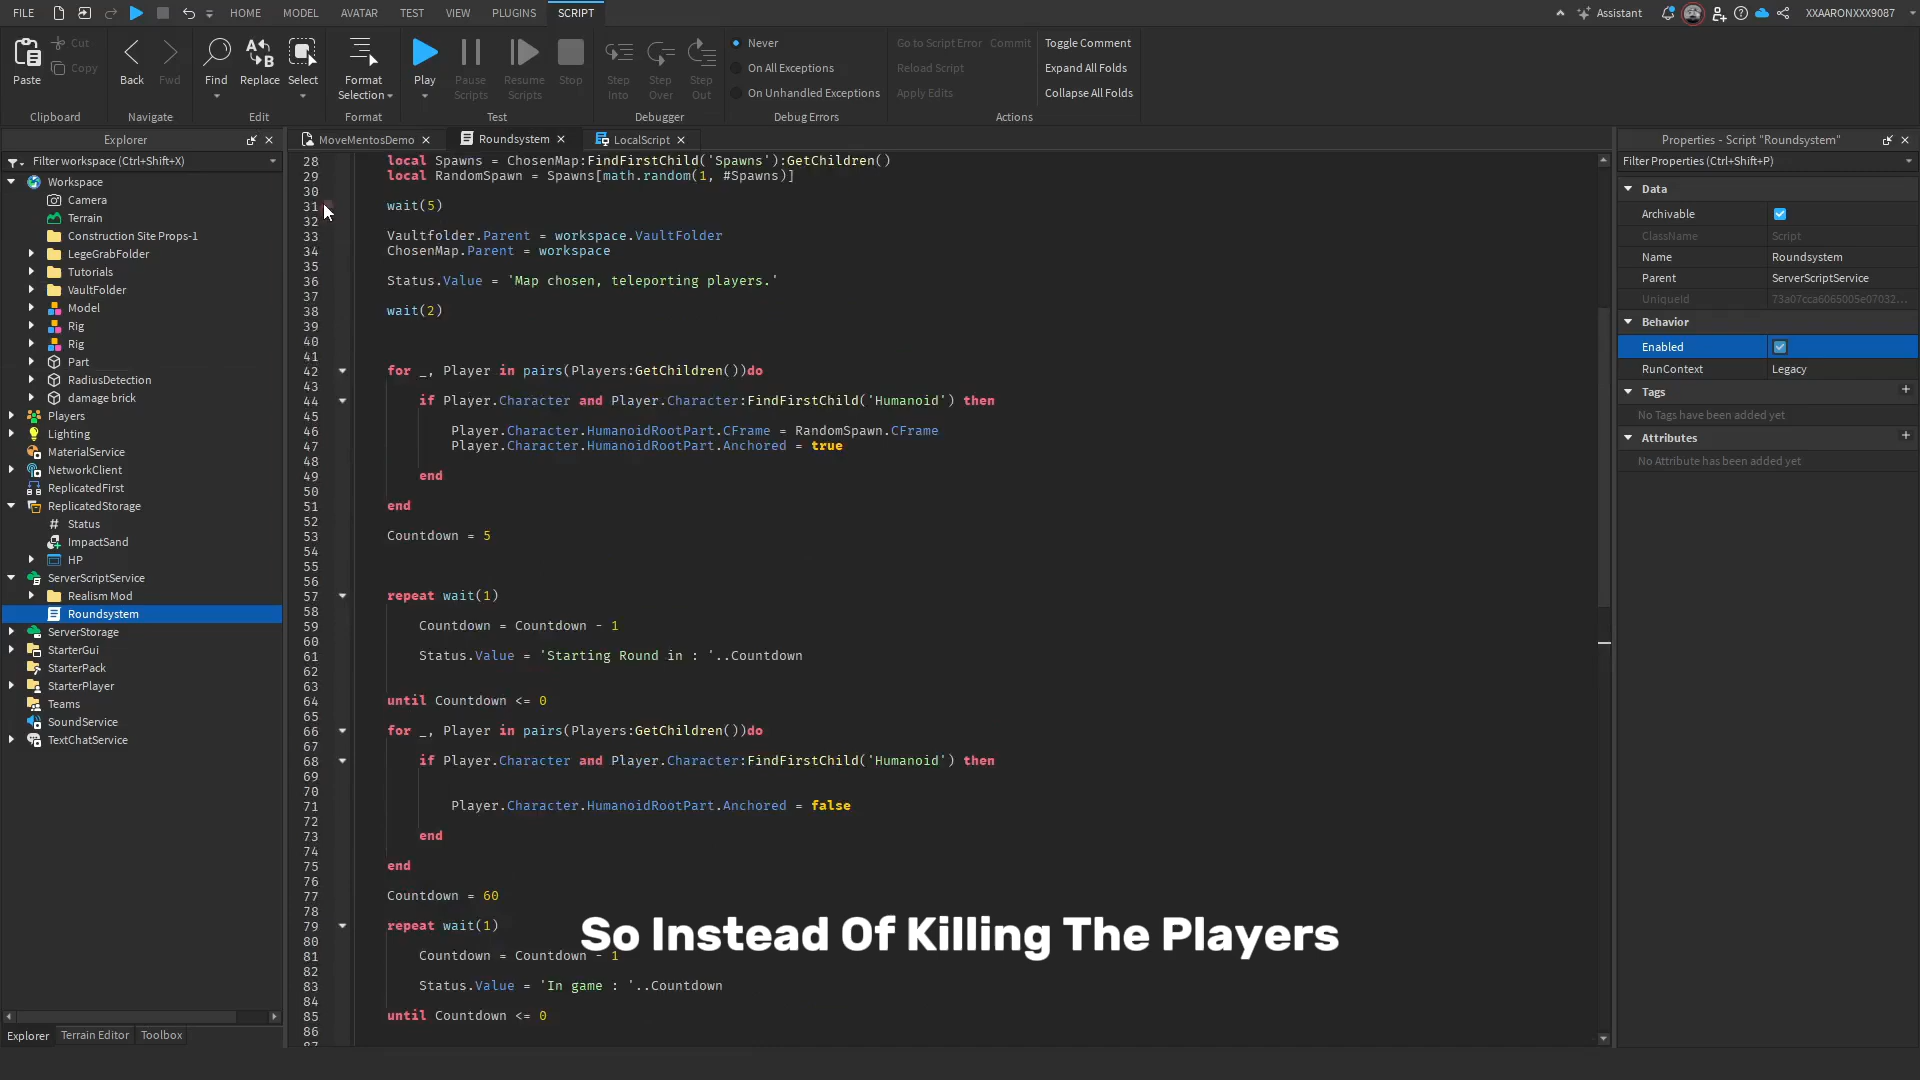 FILE HOME MODEL AVATAR TEST VIEW PLUGINS SCRIPT Assistant XXAARONXXX9087
Paste Cut Copy Back Fwd Find Replace Select Format Selection Play Pause Scripts Resume Scripts Stop Step Into Step Over Step Out
Never Go to Script Error Commit Toggle Comment
On All Exceptions Reload Script Expand All Folds
On Unhandled Exceptions Apply Edits Collapse All Folds
Clipboard Navigate Edit Format Test Debugger Debug Errors Actions
Explorer
Filter workspace (Ctrl+Shift+X)
Workspace
Camera
Terrain
Construction Site Props-1
LegeGrabFolder
Tutorials
VaultFolder
Model
Rig
Rig
Part
RadiusDetection
damage brick
Players
Lighting
MaterialService
NetworkClient
ReplicatedFirst
ReplicatedStorage
# Status
ImpactSand
HP
ServerScriptService
Realism Mod
Roundsystem
ServerStorage
StarterGui
StarterPack
StarterPlayer
Teams
SoundService
TextChatService
Explorer Terrain Editor Toolbox
MoveMentosDemo Roundsystem LocalScript
28 local Spawns = ChosenMap:FindFirstChild('Spawns'):GetChildren()
29 local RandomSpawn = Spawns[math.random(1, #Spawns)]
30
31 wait(5)
32
33 Vaultfolder.Parent = workspace.VaultFolder
34 ChosenMap.Parent = workspace
35
36 Status.Value = 'Map chosen, teleporting players.'
37
38 wait(2)
39
40
41
42 for _, Player in pairs(Players:GetChildren())do
43
44 if Player.Character and Player.Character:FindFirstChild('Humanoid') then
45
46 Player.Character.HumanoidRootPart.CFrame = RandomSpawn.CFrame
47 Player.Character.HumanoidRootPart.Anchored = true
48
49 end
50
51 end
52
53 Countdown = 5
54
55
56
57 repeat wait(1)
58
59 Countdown = Countdown - 1
60
61 Status.Value = 'Starting Round in : '..Countdown
62
63
64 until Countdown <= 0
65
66 for _, Player in pairs(Players:GetChildren())do
67
68 if Player.Character and Player.Character:FindFirstChild('Humanoid') then
69
70
71 Player.Character.HumanoidRootPart.Anchored = false
72
73 end
74
75 end
76
77 Countdown = 60
78
79 repeat wait(1)
80
81 Countdown = Countdown - 1
82
83 Status.Value = 'In game : '..Countdown
84
85 until Countdown <= 0
86
87
So Instead Of Killing The Players
Properties - Script "Roundsystem"
Filter Properties (Ctrl+Shift+P)
Data
Archivable
ClassName Script
Name Roundsystem
Parent ServerScriptService
UniqueId 73a07cca6065005e07032...
Behavior
Enabled
RunContext Legacy
Tags
No Tags have been added yet
Attributes
No Attribute has been added yet